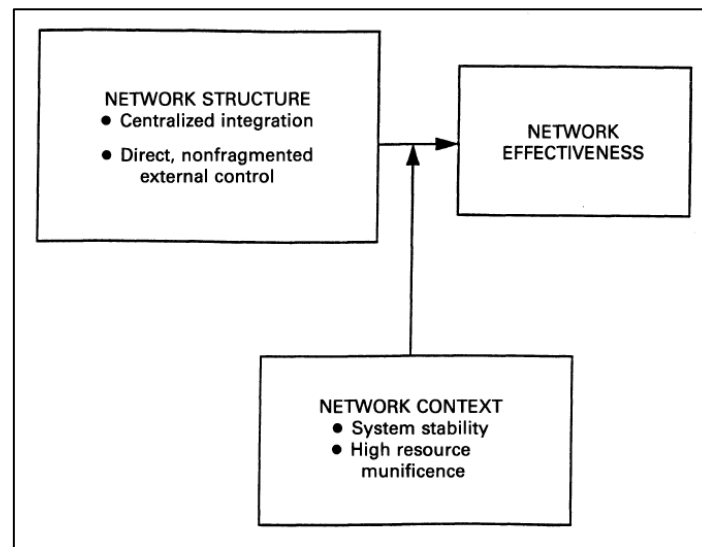 NETWORK STRUCTURE
● Centralized integration
● Direct, nonfragmented
external control
NETWORK
EFFECTIVENESS
NETWORK CONTEXT
● System stability
● High resource
munificence